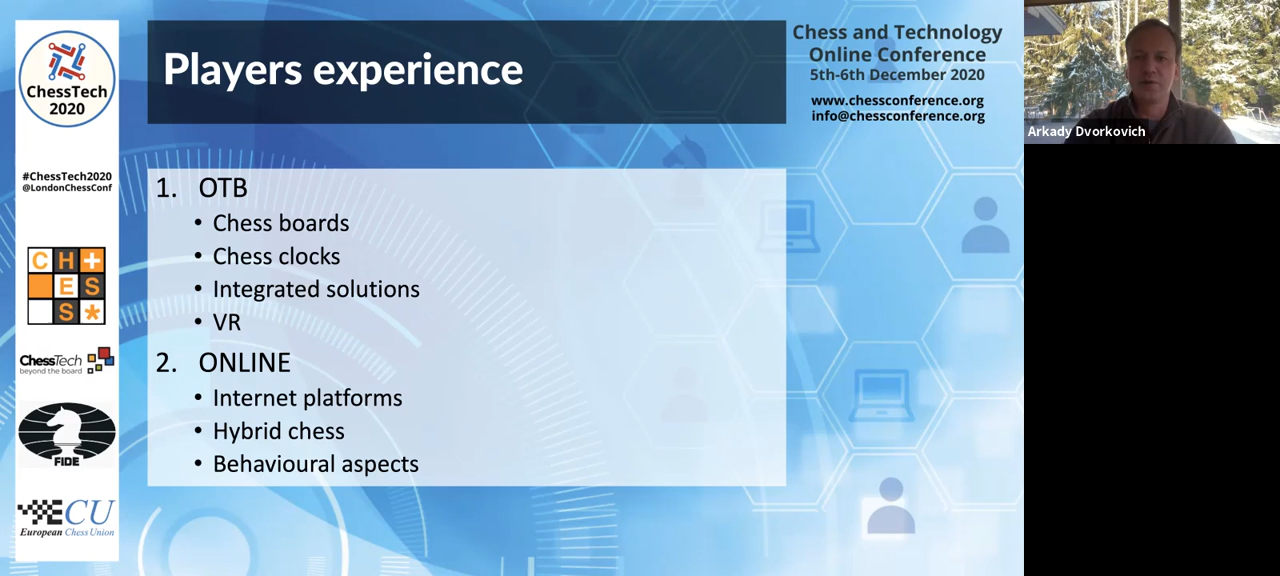 ChessTech
2020
#ChessTech2020
@LondonChessConf
C H +
E S
S *
ChessTech
beyond the board
FIDE
ECU
European Chess Union
Players experience
1. OTB
• Chess boards
• Chess clocks
• Integrated solutions
• VR
2. ONLINE
• Internet platforms
• Hybrid chess
• Behavioural aspects
Chess and Technology
Online Conference
5th-6th December 2020
www.chessconference.org
info@chessconference.org
Arkady Dvorkovich